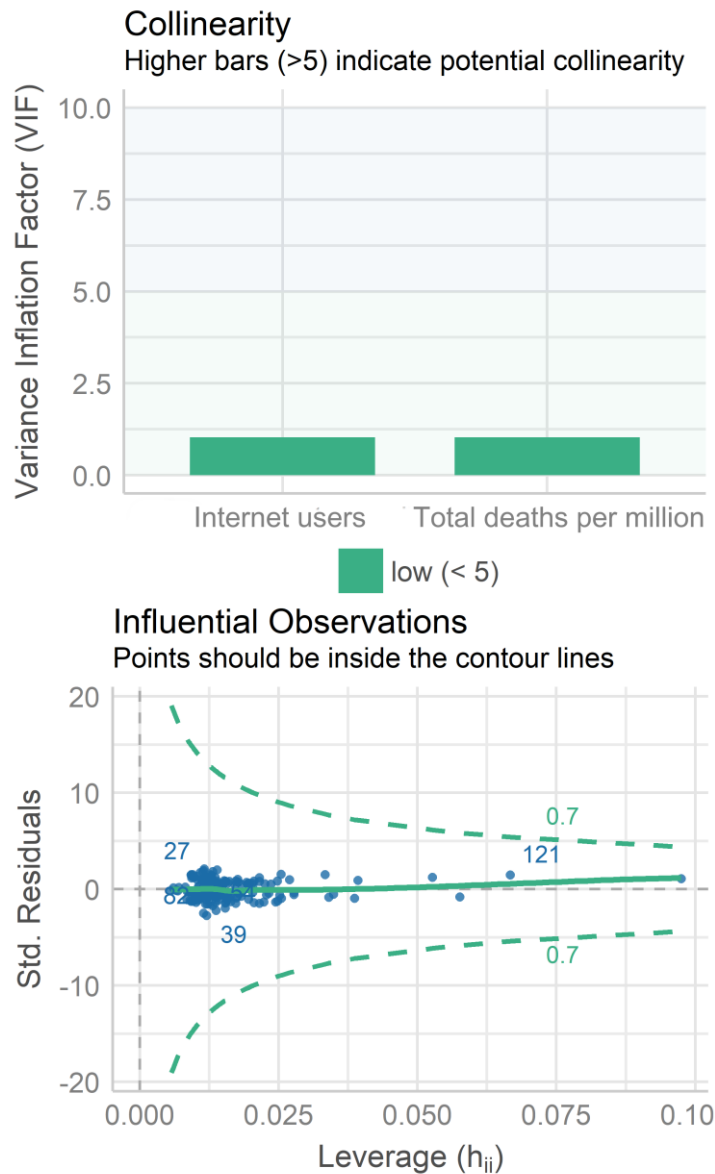 Collinearity
Higher bars (>5) indicate potential collinearity
Variance Inflation Factor (VIF)
10.0
7.5
5.0
2.5
0.0
Internet users
Total deaths per million
low (< 5)
Influential Observations
Points should be inside the contour lines
Std. Residuals
20
10
0
-10
-20
0.7
27
121
82
39
0.7
0.000
0.025
0.050
0.075
0.10
Leverage (hᵢᵢ)